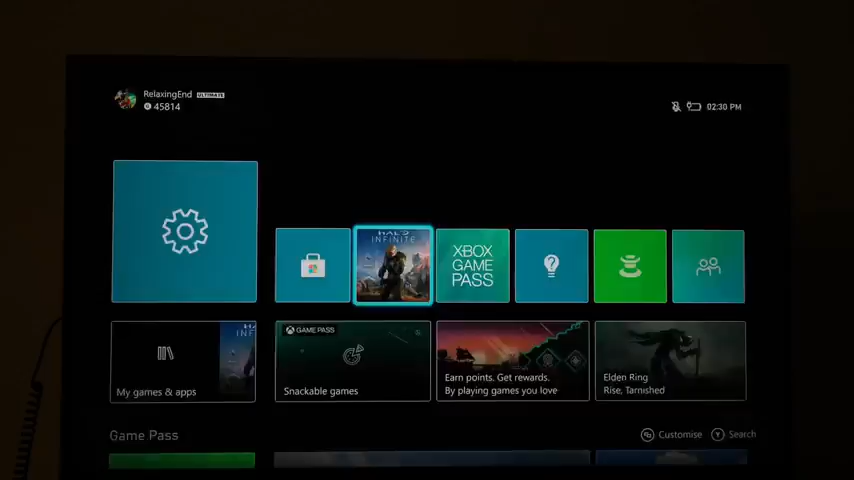 RelaxingEnd ULTIMATE
45814
02:30 PM
HALO
INFINITE
XBOX
GAME
PASS
My games & apps
GAME PASS
Snackable games
Earn points. Get rewards.
By playing games you love
Elden Ring
Rise, Tarnished
Game Pass
Customise
Y Search